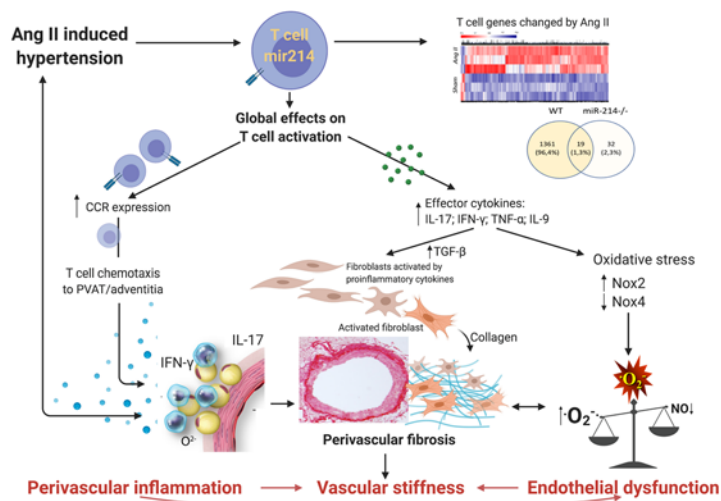 Ang II induced
hypertension
T cell
mir214
T cell genes changed by Ang II
Ang II
Sham
WT
miR-214-/-
1361
(96,4%)
19
(1,3%)
32
(2,3%)
Global effects on
T cell activation
↑ CCR expression
↑ Effector cytokines:
IL-17; IFN-γ; TNF-α; IL-9
T cell chemotaxis
to PVAT/adventitia
↑TGF-β
Fibroblasts activated by
proinflammatory cytokines
Oxidative stress
↑ Nox2
↓ Nox4
Activated fibroblast
Collagen
IL-17
IFN-γ
O²⁻
·O₂⁻
↑·O₂⁻·
NO↓
Perivascular fibrosis
Perivascular inflammation
Vascular stiffness
Endothelial dysfunction